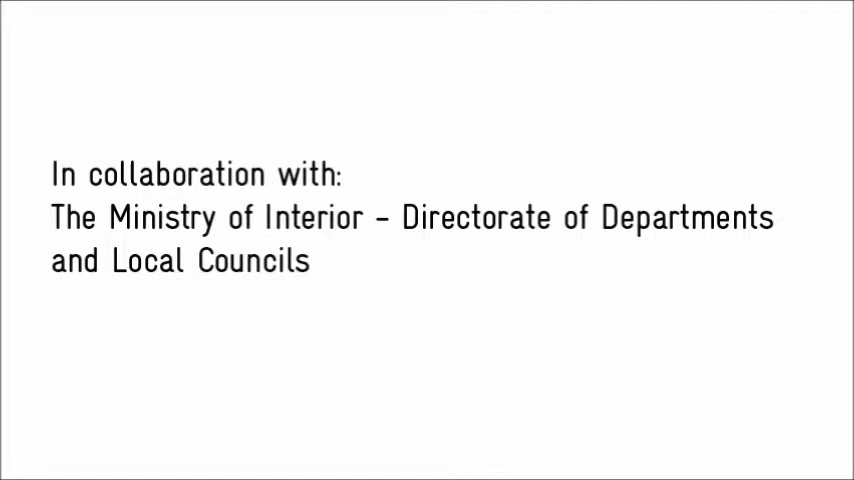 In collaboration with:
The Ministry of Interior - Directorate of Departments
and Local Councils